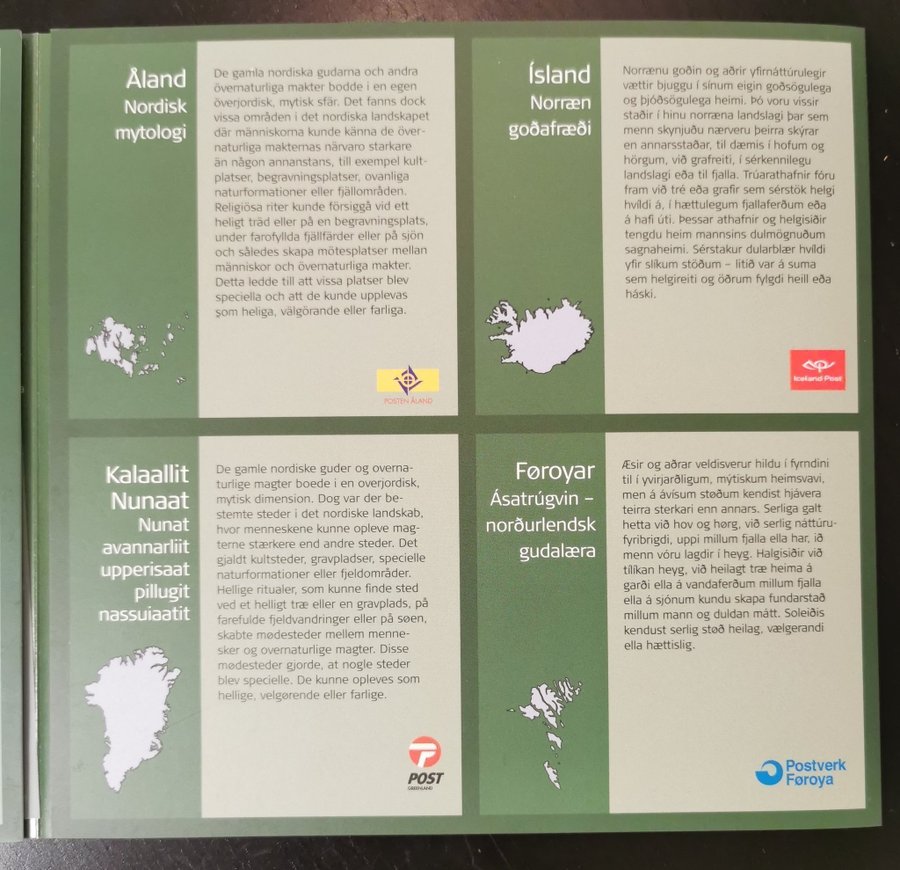 Åland
Nordisk
mytologi
De gamla nordiska gudarna och andra
övernaturliga makter bodde i en egen
överjordisk, mytisk sfär. Det fanns dock
vissa områden i det nordiska landskapet
där människorna kunde känna de över-
naturliga makternas närvaro starkare
än någon annanstans, till exempel kult-
platser, begravningsplatser, ovanliga
naturformationer eller fjällområden.
Religiösa riter kunde försiggå vid ett
heligt träd eller på en begravningsplats,
under farofyllda fjällfärder eller på sjön
och således skapa mötesplatser mellan
människor och övernaturliga makter.
Detta ledde till att vissa platser blev
speciella och att de kunde upplevas
som heliga, välgörande eller farliga.
POSTEN ÅLAND
Ísland
Norræn
goðafræði
Norrænu goðin og aðrir yfirnáttúrulegir
vættir bjuggu í sínum eigin goðsögulega
og þjóðsögulega heimi. Þó voru vissir
staðir í hinu norræna landslagi þar sem
menn skynjuðu nærveru þeirra skýrar
en annarsstaðar, til dæmis í hofum og
hörgum, við grafreiti, í sérkennilegu
landslagi eða til fjalla. Trúarathafnir fóru
fram við tré eða grafir sem sérstök helgi
hvíldi á, í hættulegum fjallaferðum eða
á hafi úti. Þessar athafnir og helgisiðir
tengdu heim mannsins dulmögnuðum
sagnaheimi. Sérstakur dularblær hvíldi
yfir slíkum stöðum – litið var á suma
sem helgireiti og öðrum fylgdi heill eða
háski.
Iceland Post
Kalaallit
Nunaat
Nunat
avannarliit
upperisaat
pillugit
nassuiaatit
De gamle nordiske guder og overna-
turlige magter boede i en overjordisk,
mytisk dimension. Dog var der be-
stemte steder i det nordiske landskab,
hvor menneskene kunne opleve mag-
terne stærkere end andre steder. Det
gjaldt kultsteder, gravpladser, specielle
naturformationer eller fjeldområder.
Hellige ritualer, som kunne finde sted
ved et helligt træ eller en gravplads, på
farefulde fjeldvandringer eller på søen,
skabte mødesteder mellem menne-
sker og overnaturlige magter. Disse
mødesteder gjorde, at nogle steder
blev specielle. De kunne opleves som
hellige, velgørende eller farlige.
POST
GREENLAND
Føroyar
Ásatrúgvin –
norðurlendsk
gudalæra
Æsir og aðrar veldisverur hildu í fyrndini
til í yvirjarðligum, mýtiskum heimsvavi,
men á ávísum støðum kendist hjávera
teirra sterkari enn annars. Serliga galt
hetta við hov og hørg, við serlig náttúru-
fyribrigdi, uppi millum fjalla ella har, ið
menn vóru lagdir í heyg. Halgisiðir við
tílíkan heyg, við heilagt træ heima á
garði ella á vandaferðum millum fjalla
ella á sjónum kundu skapa fundarstað
millum mann og duldan mátt. Soleiðis
kendust serlig støð heilag, vælgerandi
ella hættislig.
Postverk
Føroya